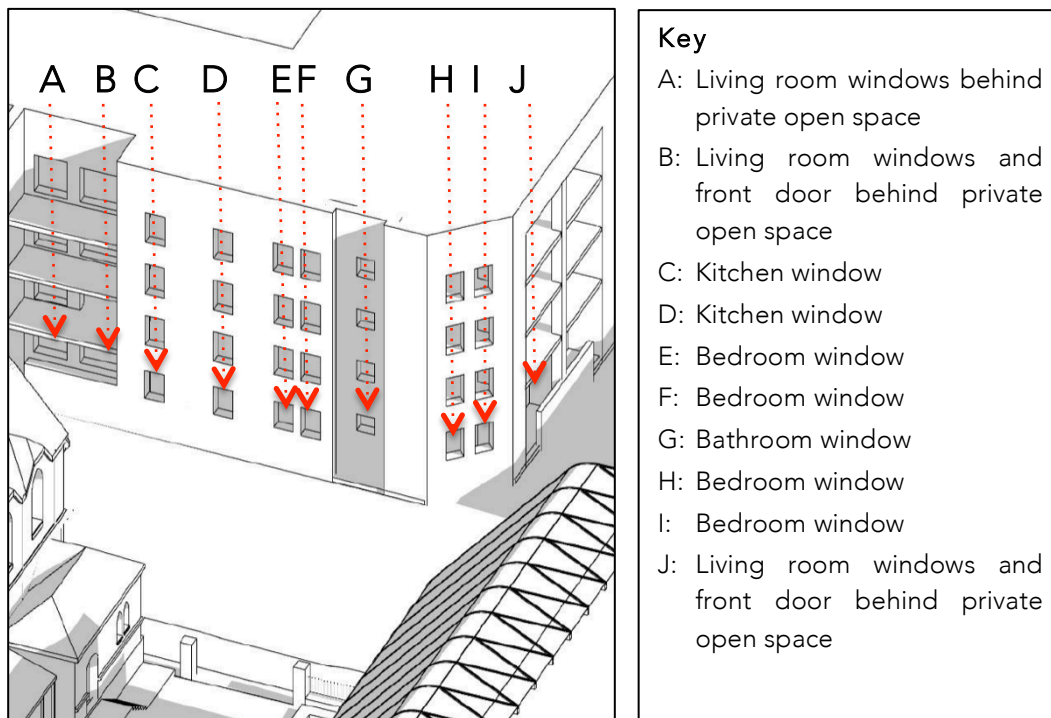 A B C D E F G H I J
Key
A: Living room windows behind
private open space
B: Living room windows and
front door behind private
open space
C: Kitchen window
D: Kitchen window
E: Bedroom window
F: Bedroom window
G: Bathroom window
H: Bedroom window
I: Bedroom window
J: Living room windows and
front door behind private
open space